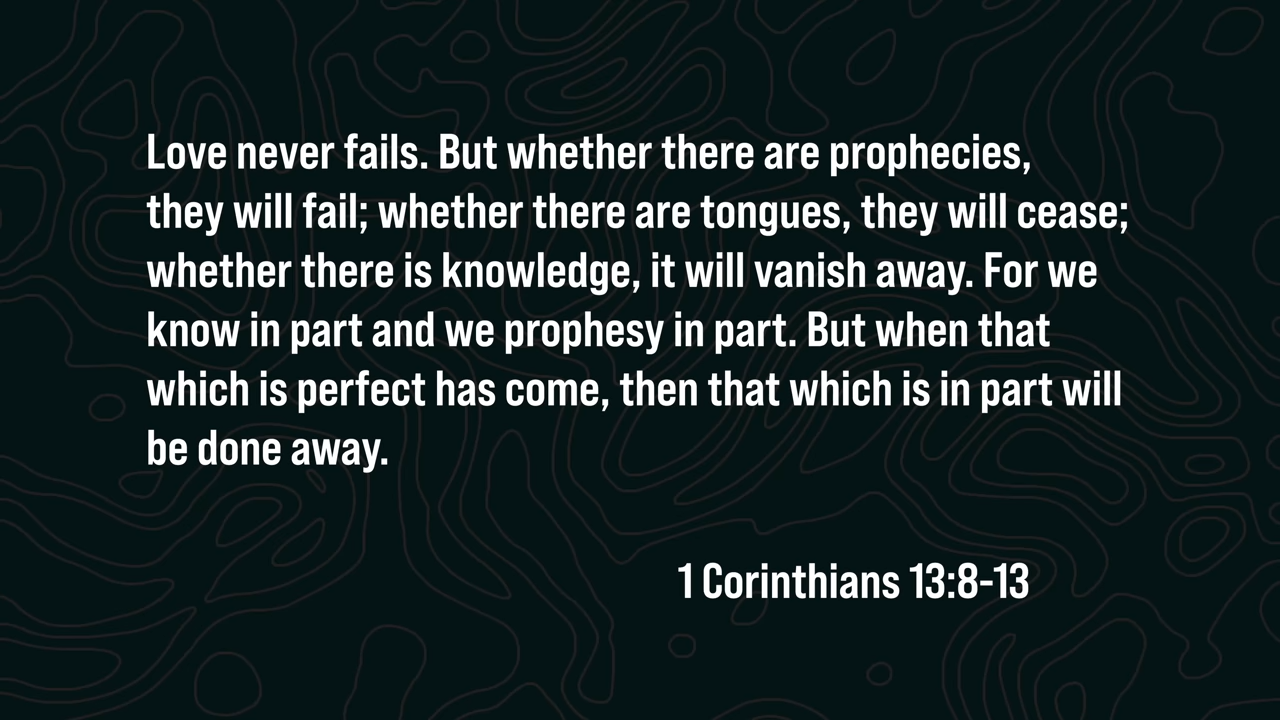 Love never fails. But whether there are prophecies,
they will fail; whether there are tongues, they will cease;
whether there is knowledge, it will vanish away. For we
know in part and we prophesy in part. But when that
which is perfect has come, then that which is in part will
be done away.
1 Corinthians 13:8-13